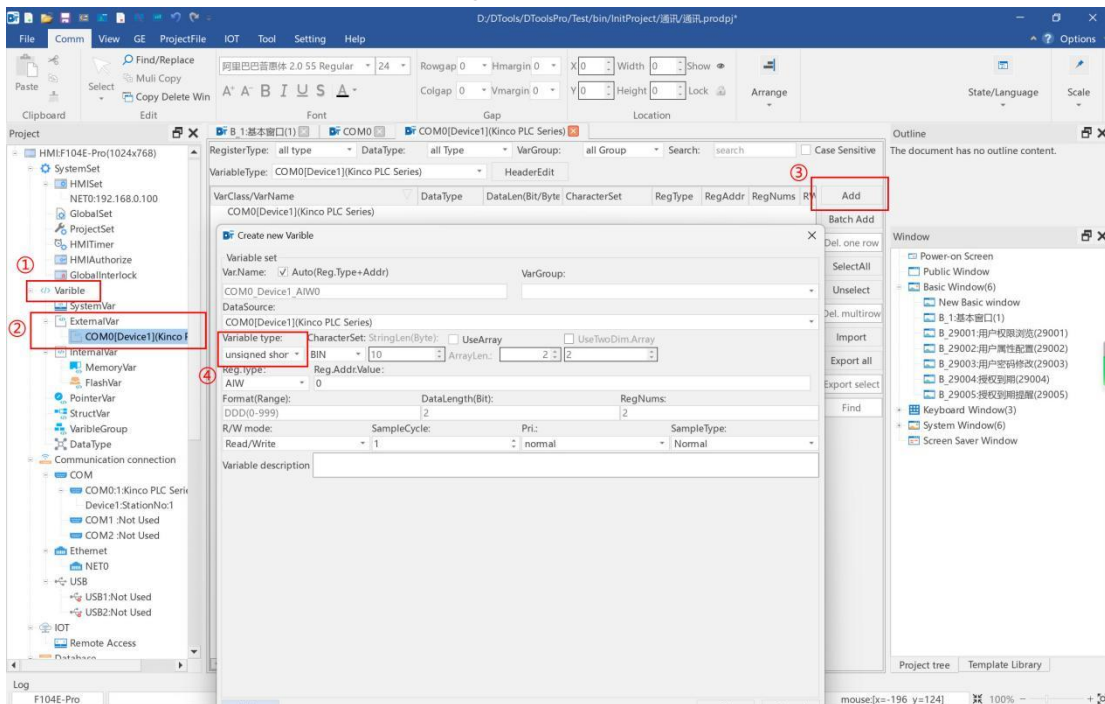 D:/DTools/DToolsPro/Test/bin/InitProject/通讯/通讯.prodpj*
File Comm View GE ProjectFile IOT Tool Setting Help Options
Paste
Select
Find/Replace
Muli Copy
Copy Delete Win
阿里巴巴普惠体 2.0 55 Regular 24
A+ A- B I U S A
Rowgap 0 Hmargin 0 X 0 Width 0 Show
Colgap 0 Vmargin 0 Y 0 Height 0 Lock
Arrange
State/Language
Scale
Clipboard Edit Font Gap Location
Project
HMI:F104E-Pro(1024x768)
SystemSet
HMISet
NET0:192.168.0.100
GlobalSet
ProjectSet
HMITimer
HMIAuthorize
GlobalInterlock
① Varible
SystemVar
② ExternalVar
COM0[Device1](Kinco F
InternalVar
MemoryVar
FlashVar
PointerVar
StructVar
VaribleGroup
DataType
Communication connection
COM
COM0:1:Kinco PLC Serie
Device1:StationNo:1
COM1 :Not Used
COM2 :Not Used
Ethernet
NET0
USB
USB1:Not Used
USB2:Not Used
IOT
Remote Access
Database
B_1:基本窗口(1) COM0 COM0[Device1](Kinco PLC Series)
RegisterType: all type DataType: all Type VarGroup: all Group Search: search Case Sensitive
VariableType: COM0[Device1](Kinco PLC Series) HeaderEdit
③
VarClass/VarName DataType DataLen(Bit/Byte CharacterSet RegType RegAddr RegNums R\
COM0[Device1](Kinco PLC Series)
Add
Batch Add
Del. one row
SelectAll
Unselect
Del. multirow
Import
Export all
Export select
Find
Create new Varible
Variable set
Var.Name: Auto(Reg.Type+Addr) VarGroup:
COM0_Device1_AIW0
DataSource:
COM0[Device1](Kinco PLC Series)
Variable type: CharacterSet: StringLen(Byte): UseArray UseTwoDim.Array
unsigned shor BIN 10 ArrayLen.: 2 2
④
Reg.Type: Reg.Addr.Value:
AIW 0
Format(Range): DataLength(Bit): RegNums:
DDD(0-999) 2 2
R/W mode: SampleCycle: Pri.: SampleType:
Read/Write 1 normal Normal
Variable description
Outline
The document has no outline content.
Window
Power-on Screen
Public Window
Basic Window(6)
New Basic window
B_1:基本窗口(1)
B_29001:用户权限浏览(29001)
B_29002:用户属性配置(29002)
B_29003:用户密码修改(29003)
B_29004:授权到期(29004)
B_29005:授权到期提醒(29005)
Keyboard Window(3)
System Window(6)
Screen Saver Window
Project tree Template Library
Log
F104E-Pro
mouse:[x=-196 y=124] 100%